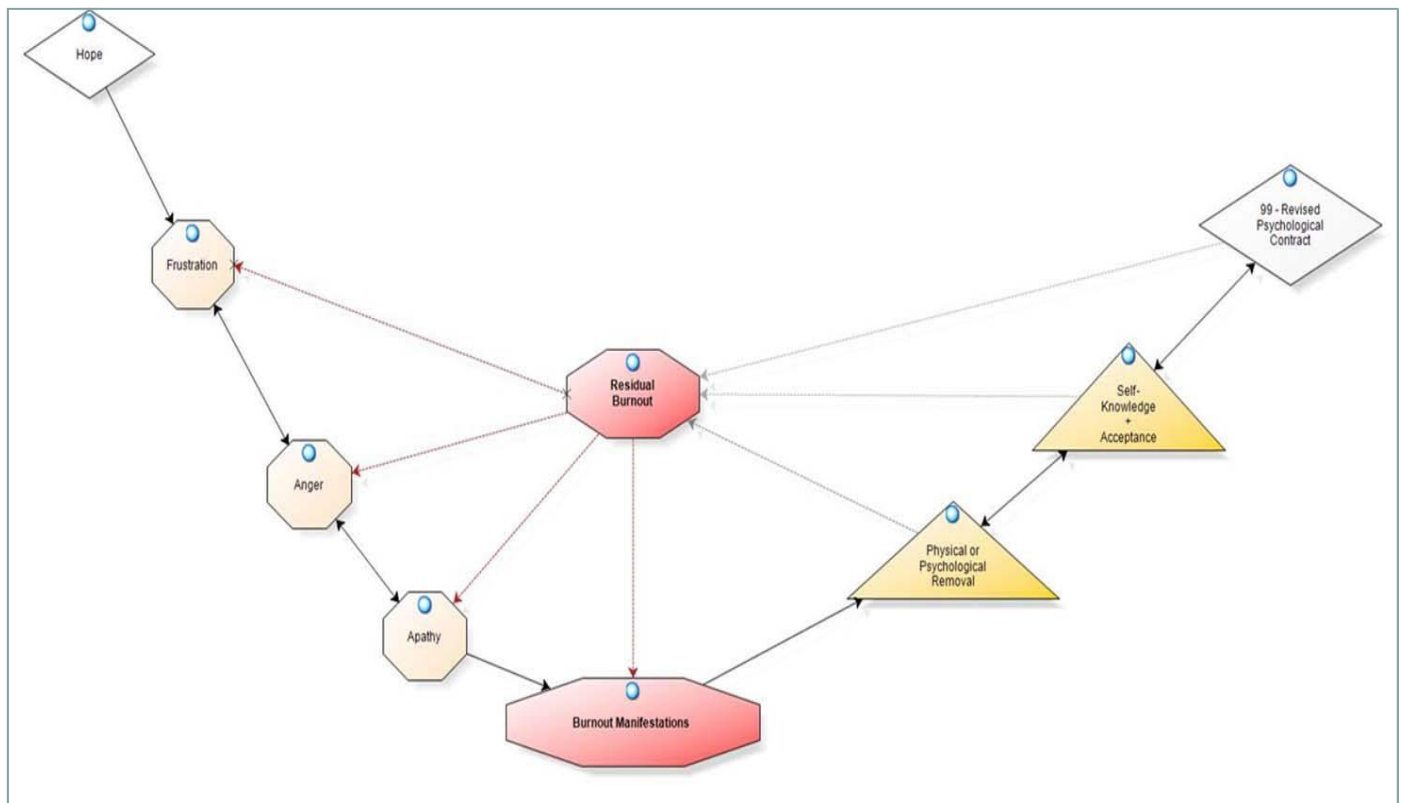 Hope
99 - Revised
Psychological
Contract
Frustration
Residual
Burnout
Self-
Knowledge
+
Acceptance
Anger
Physical or
Psychological
Removal
Apathy
Burnout Manifestations